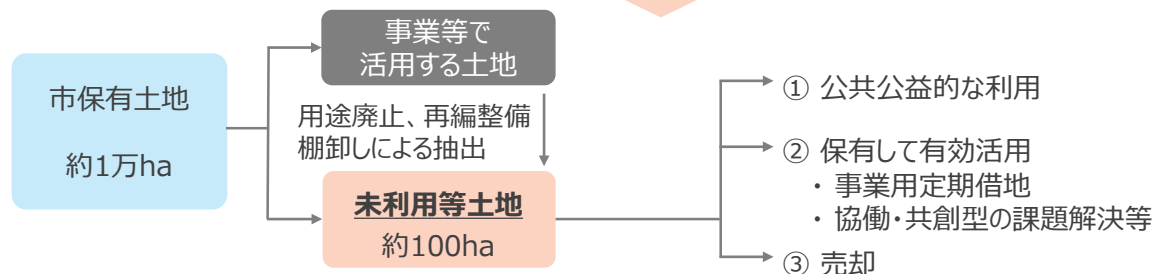 市保有土地
約1万ha
事業等で
活用する土地
用途廃止、再編整備
棚卸しによる抽出
未利用等土地
約100ha
① 公共公益的な利用
② 保有して有効活用
・ 事業用定期借地
・ 協働・共創型の課題解決等
③ 売却